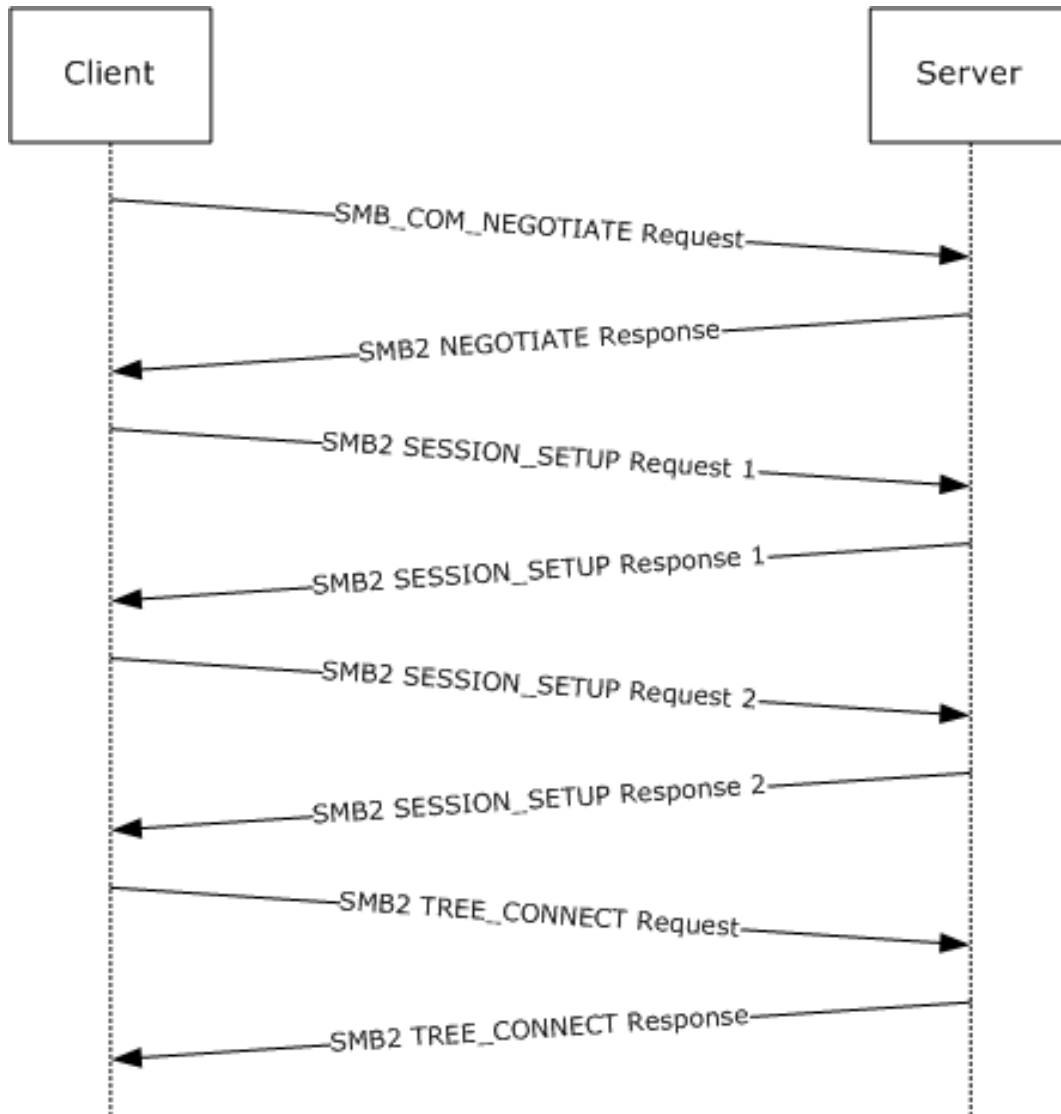 Client
Server
SMB_COM_NEGOTIATE Request
SMB2 NEGOTIATE Response
SMB2 SESSION_SETUP Request 1
SMB2 SESSION_SETUP Response 1
SMB2 SESSION_SETUP Request 2
SMB2 SESSION_SETUP Response 2
SMB2 TREE_CONNECT Request
SMB2 TREE_CONNECT Response